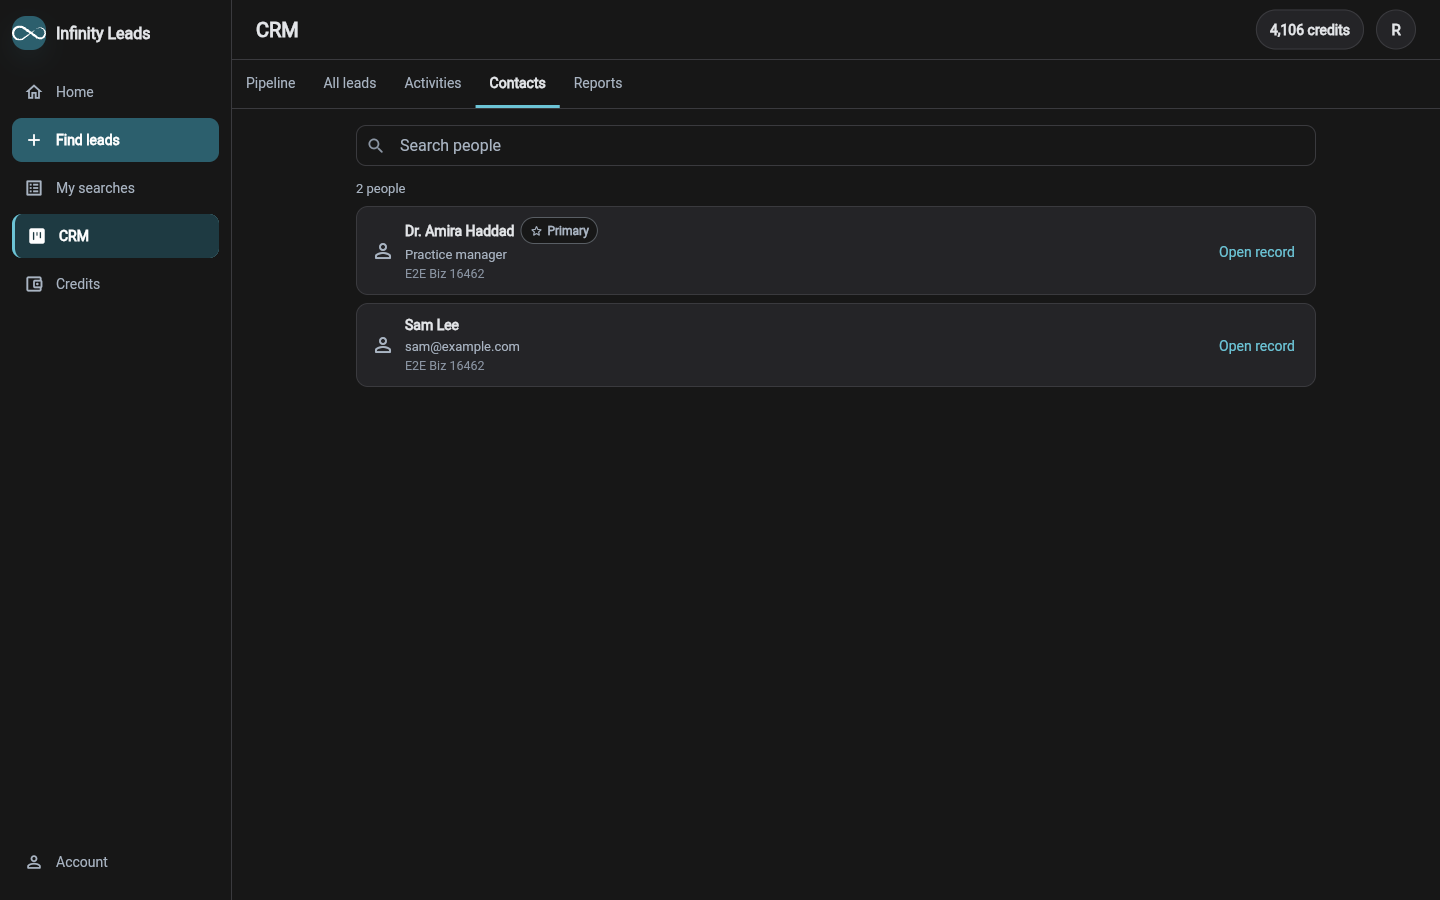 Infinity Leads
Home
Find leads
My searches
CRM
Credits
Account
CRM
4,106 credits
R
Pipeline
All leads
Activities
Contacts
Reports
Search people
2 people
Dr. Amira Haddad
Primary
Practice manager
E2E Biz 16462
Open record
Sam Lee
sam@example.com
E2E Biz 16462
Open record